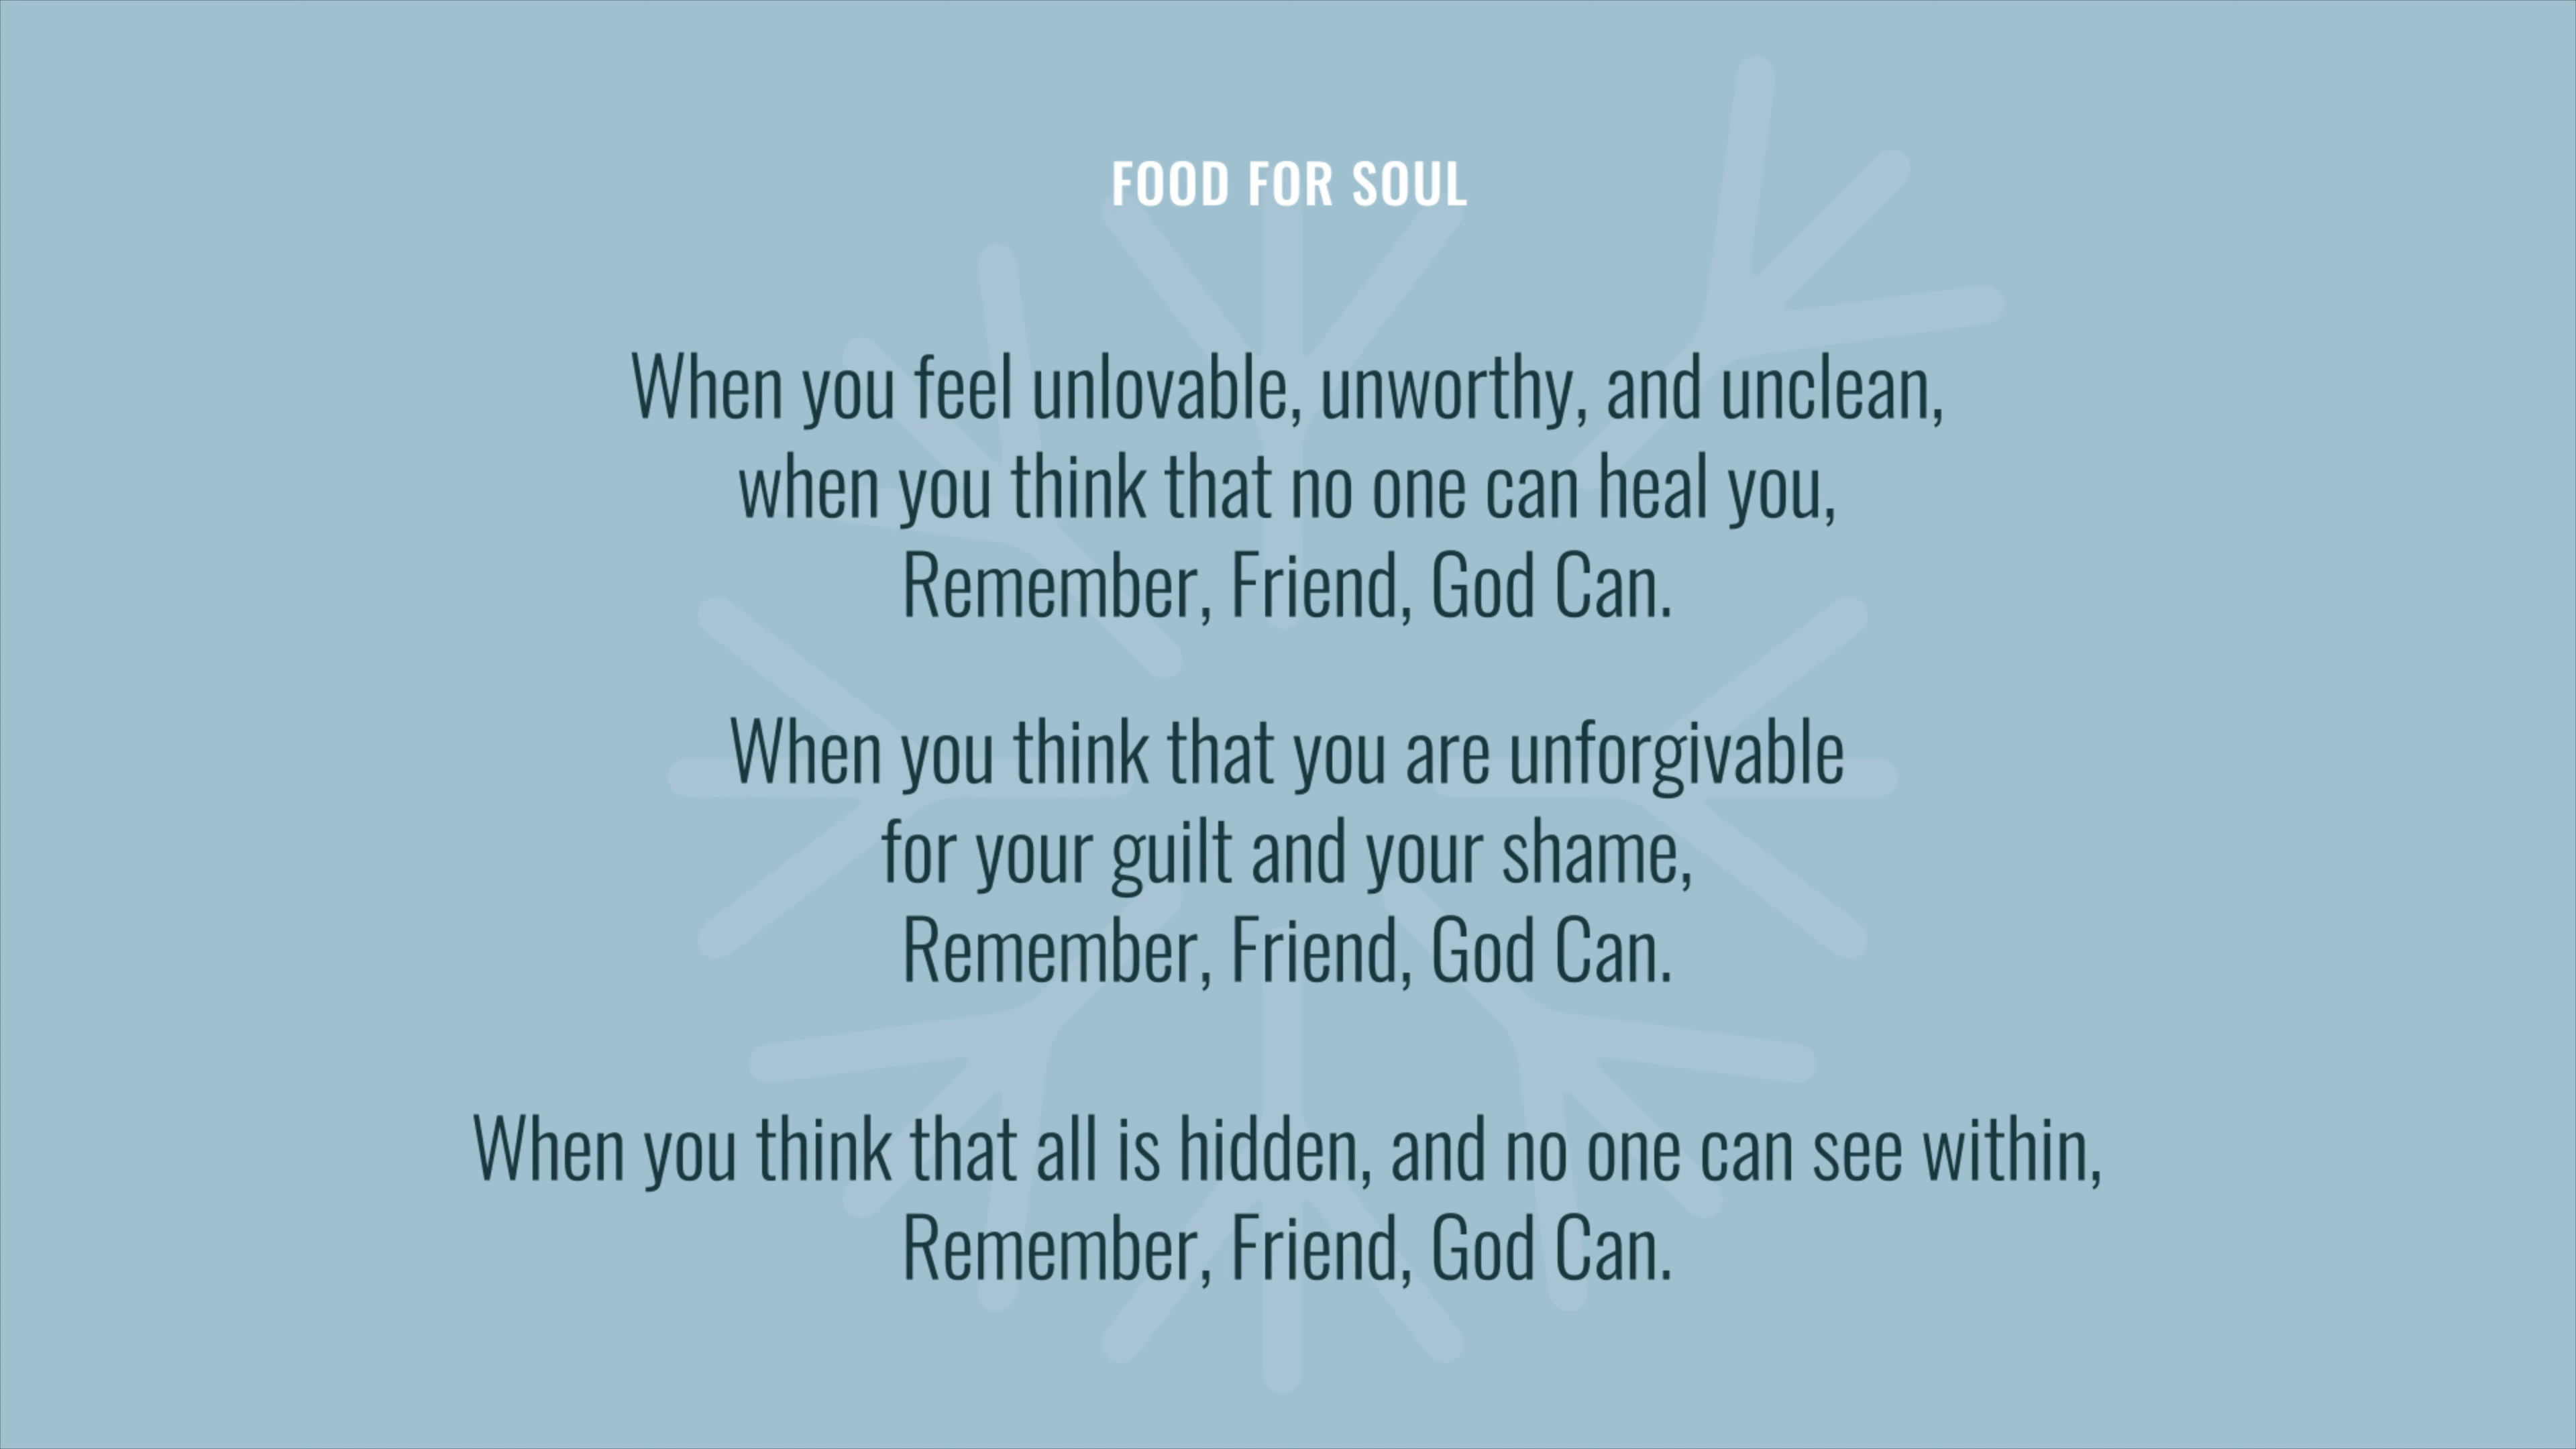 FOOD FOR SOUL
When you feel unlovable, unworthy, and unclean,
when you think that no one can heal you,
Remember, Friend, God Can.
When you think that you are unforgivable
for your guilt and your shame,
Remember, Friend, God Can.
When you think that all is hidden, and no one can see within,
Remember, Friend, God Can.